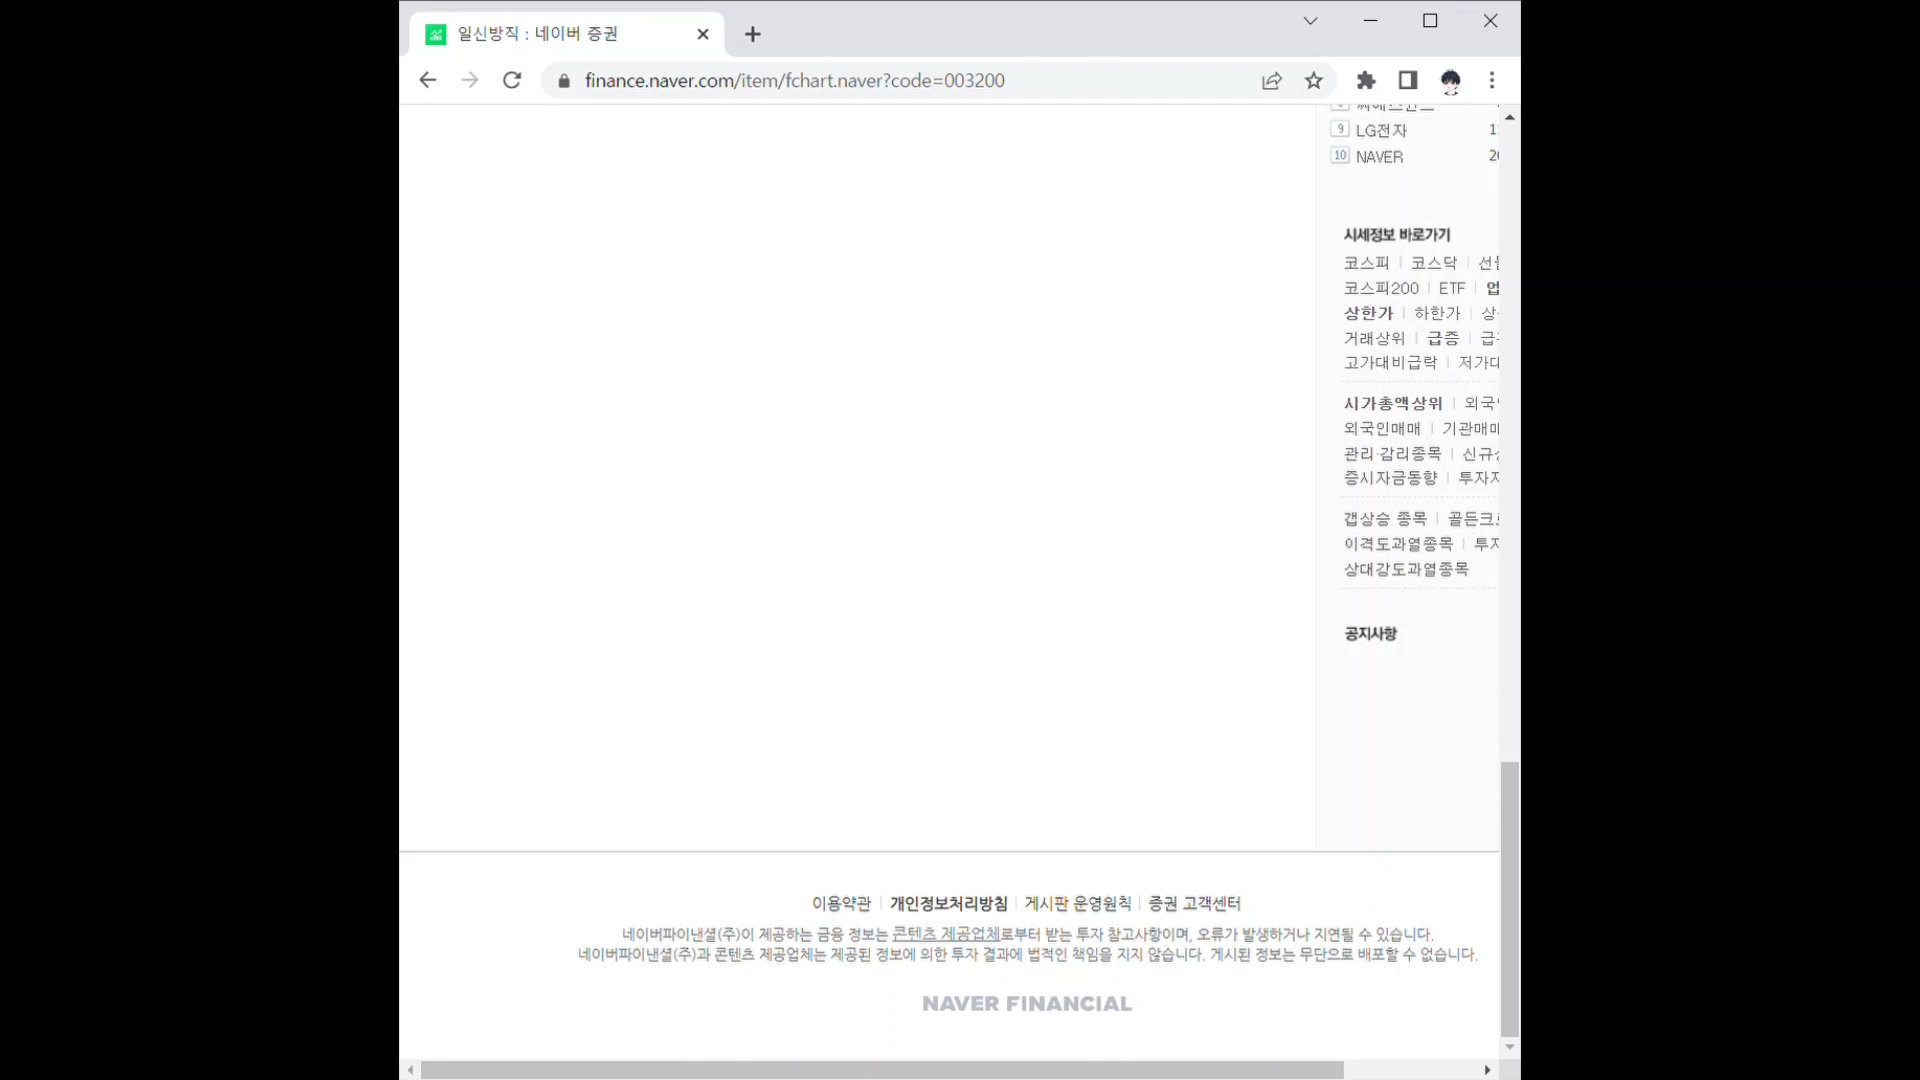 일신방직 : 네이버 증권
finance.naver.com/item/fchart.naver?code=003200
9 LG전자
10 NAVER
시세정보 바로가기
코스피 | 코스닥
코스피200 | ETF
상한가 | 하한가
거래상위 | 급증
고가대비급락
시가총액상위
외국인매매
관리·감리종목
증시자금동향
갭상승 종목
이격도과열종목
상대강도과열종목
공지사항
이용약관 | 개인정보처리방침 | 게시판 운영원칙 | 증권 고객센터
네이버파이낸셜(주)이 제공하는 금융 정보는 콘텐츠 제공업체로부터 받는 투자 참고사항이며, 오류가 발생하거나 지연될 수 있습니다.
네이버파이낸셜(주)과 콘텐츠 제공업체는 제공된 정보에 의한 투자 결과에 법적인 책임을 지지 않습니다. 게시된 정보는 무단으로 배포할 수 없습니다.
NAVER FINANCIAL